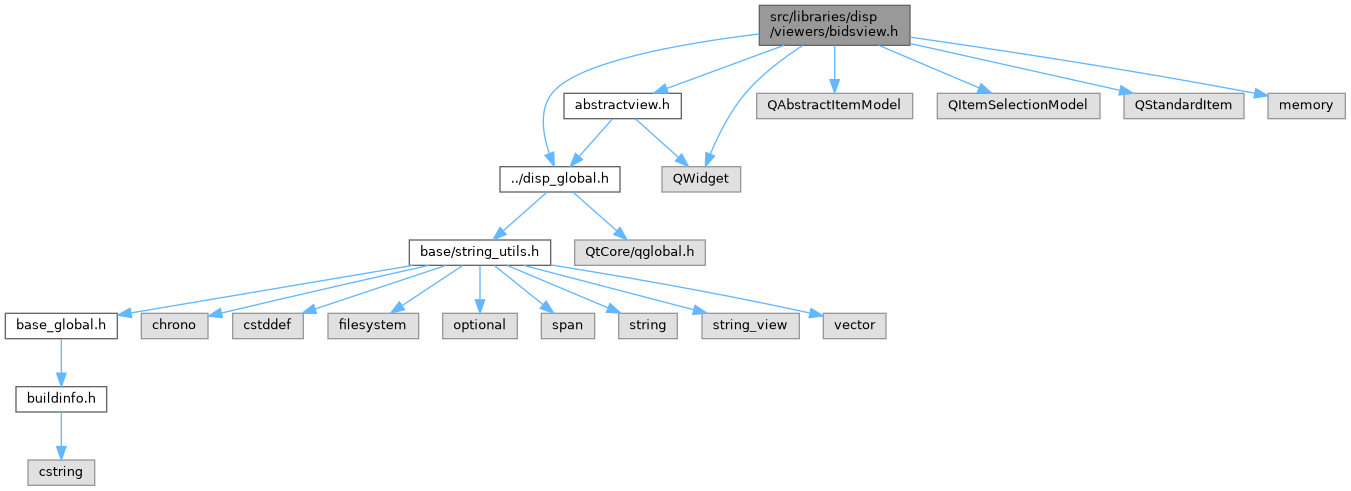 src/libraries/disp
/viewers/bidsview.h
abstractview.h
QAbstractItemModel
QItemSelectionModel
QStandardItem
memory
../disp_global.h
QWidget
base/string_utils.h
QtCore/qglobal.h
base_global.h
chrono
cstddef
filesystem
optional
span
string
string_view
vector
buildinfo.h
cstring